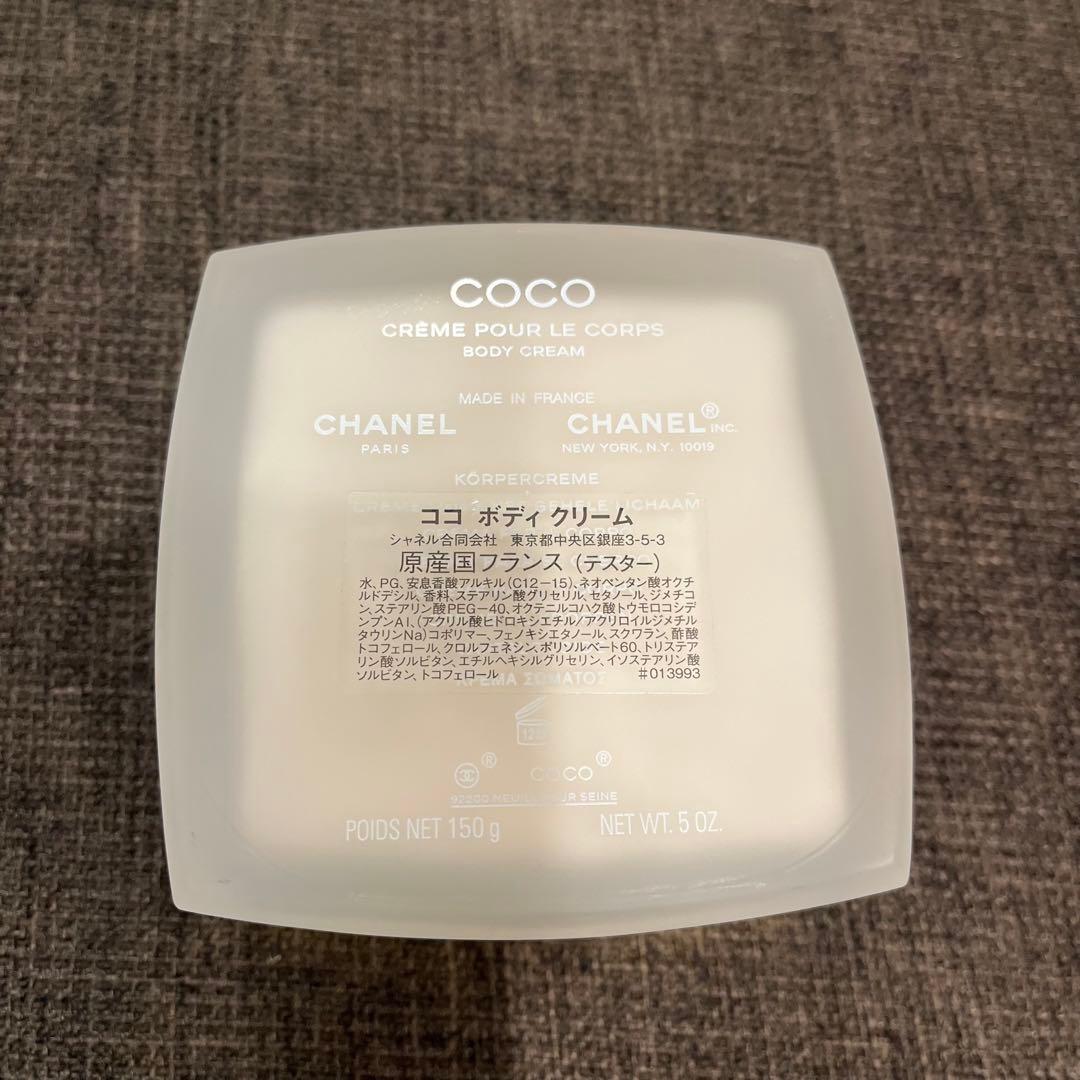 COCO
CRÈME POUR LE CORPS
BODY CREAM
MADE IN FRANCE
CHANEL CHANEL® INC.
PARIS NEW YORK, N.Y. 10019
KÖRPERCREME
GEHELE LICHAAM
ココ ボディ クリーム
シャネル合同会社 東京都中央区銀座3-5-3
原産国フランス (テスター)
水、PG、安息香酸アルキル(C12-15)、ネオペンタン酸オクチ
ルドデシル、香料、ステアリン酸グリセリル、セタノール、ジメチコ
ン、ステアリン酸PEG-40、オクテニルコハク酸トウモロコシデ
ンプンAl、(アクリル酸ヒドロキシエチル/アクリロイルジメチル
タウリンNa)コポリマー、フェノキシエタノール、スクワラン、酢酸
トコフェロール、クロルフェネシン、ポリソルベート60、トリステア
リン酸ソルビタン、エチルヘキシルグリセリン、イソステアリン酸
ソルビタン、トコフェロール #013993
ΚΡΕΜΑ ΣΩΜΑΤΟΣ
® COCO®
92200 NEUILLY SUR SEINE
POIDS NET 150 g NET WT. 5 OZ.